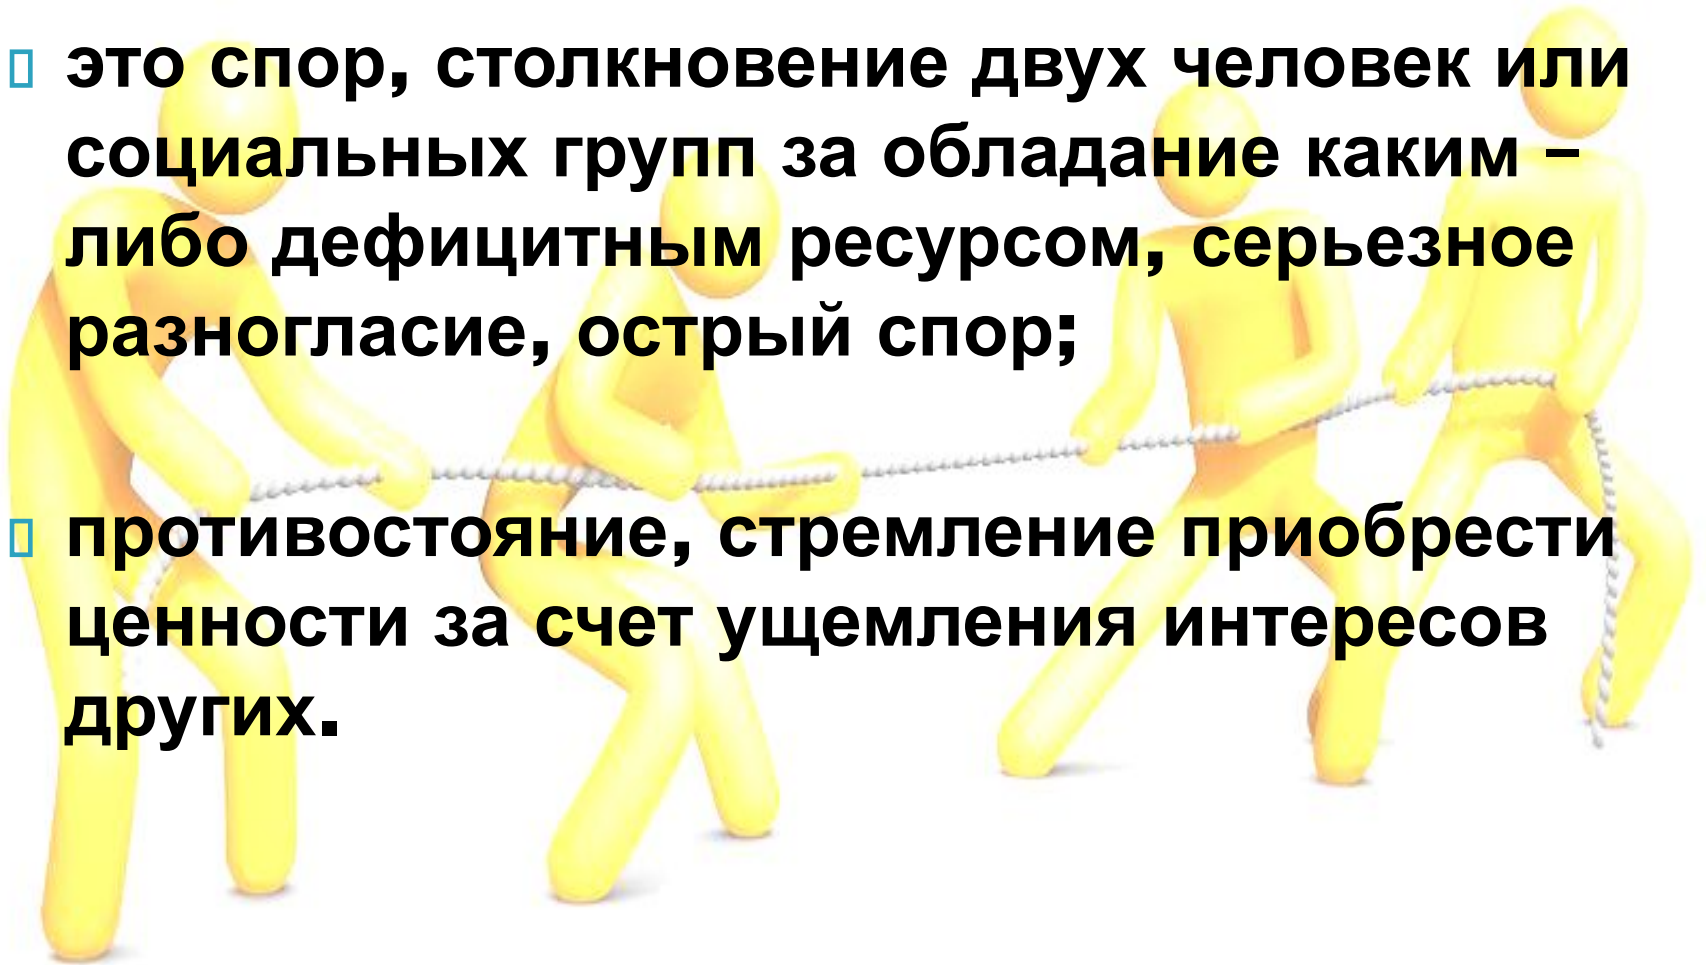 это спор, столкновение двух человек или
социальных групп за обладание каким –
либо дефицитным ресурсом, серьезное
разногласие, острый спор;
противостояние, стремление приобрести
ценности за счет ущемления интересов
других.